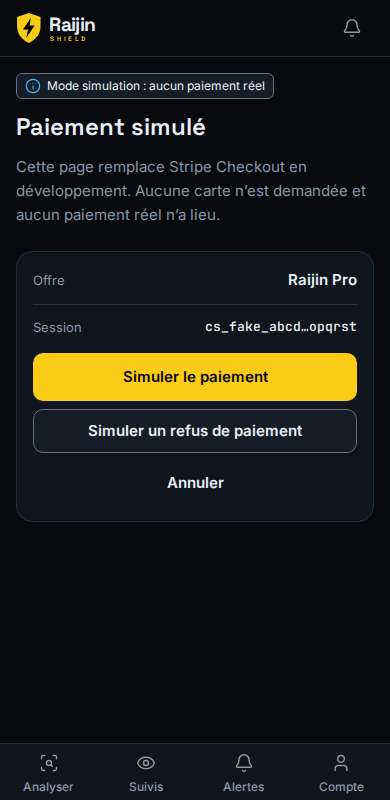 Raijin
SHIELD
Mode simulation : aucun paiement réel
Paiement simulé
Cette page remplace Stripe Checkout en
développement. Aucune carte n’est demandée et
aucun paiement réel n’a lieu.
Offre
Raijin Pro
Session
cs_fake_abcd…opqrst
Simuler le paiement
Simuler un refus de paiement
Annuler
Analyser
Suivis
Alertes
Compte